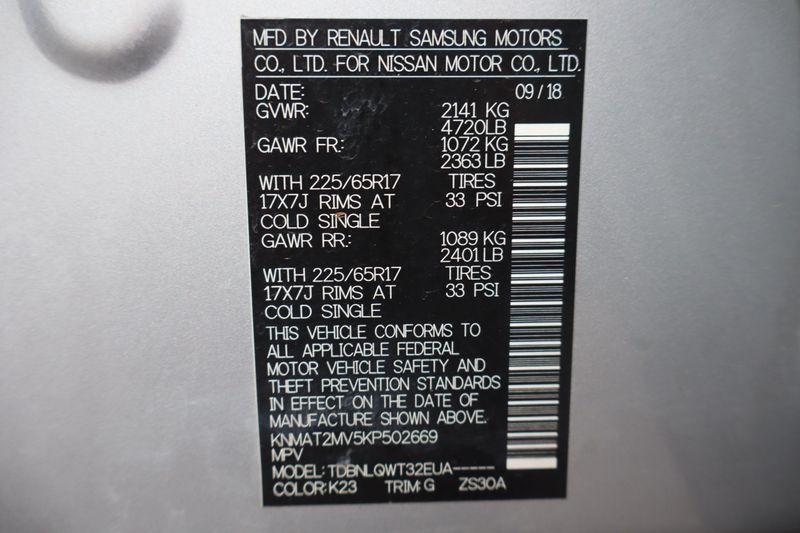 MFD BY RENAULT SAMSUNG MOTORS
CO., LTD. FOR NISSAN MOTOR CO., LTD.
DATE: 09/18
GVWR: 2141 KG
4720LB
GAWR FR.: 1072 KG
2363 LB
WITH 225/65R17 TIRES
17X7J RIMS AT 33 PSI
COLD SINGLE
GAWR RR.: 1089 KG
2401 LB
WITH 225/65R17 TIRES
17X7J RIMS AT 33 PSI
COLD SINGLE
THIS VEHICLE CONFORMS TO
ALL APPLICABLE FEDERAL
MOTOR VEHICLE SAFETY AND
THEFT PREVENTION STANDARDS
IN EFFECT ON THE DATE OF
MANUFACTURE SHOWN ABOVE.
KNMAT2MV5KP502669
MPV
MODEL: TDBNLQWT32EUA-----
COLOR: K23 TRIM: G ZS30A